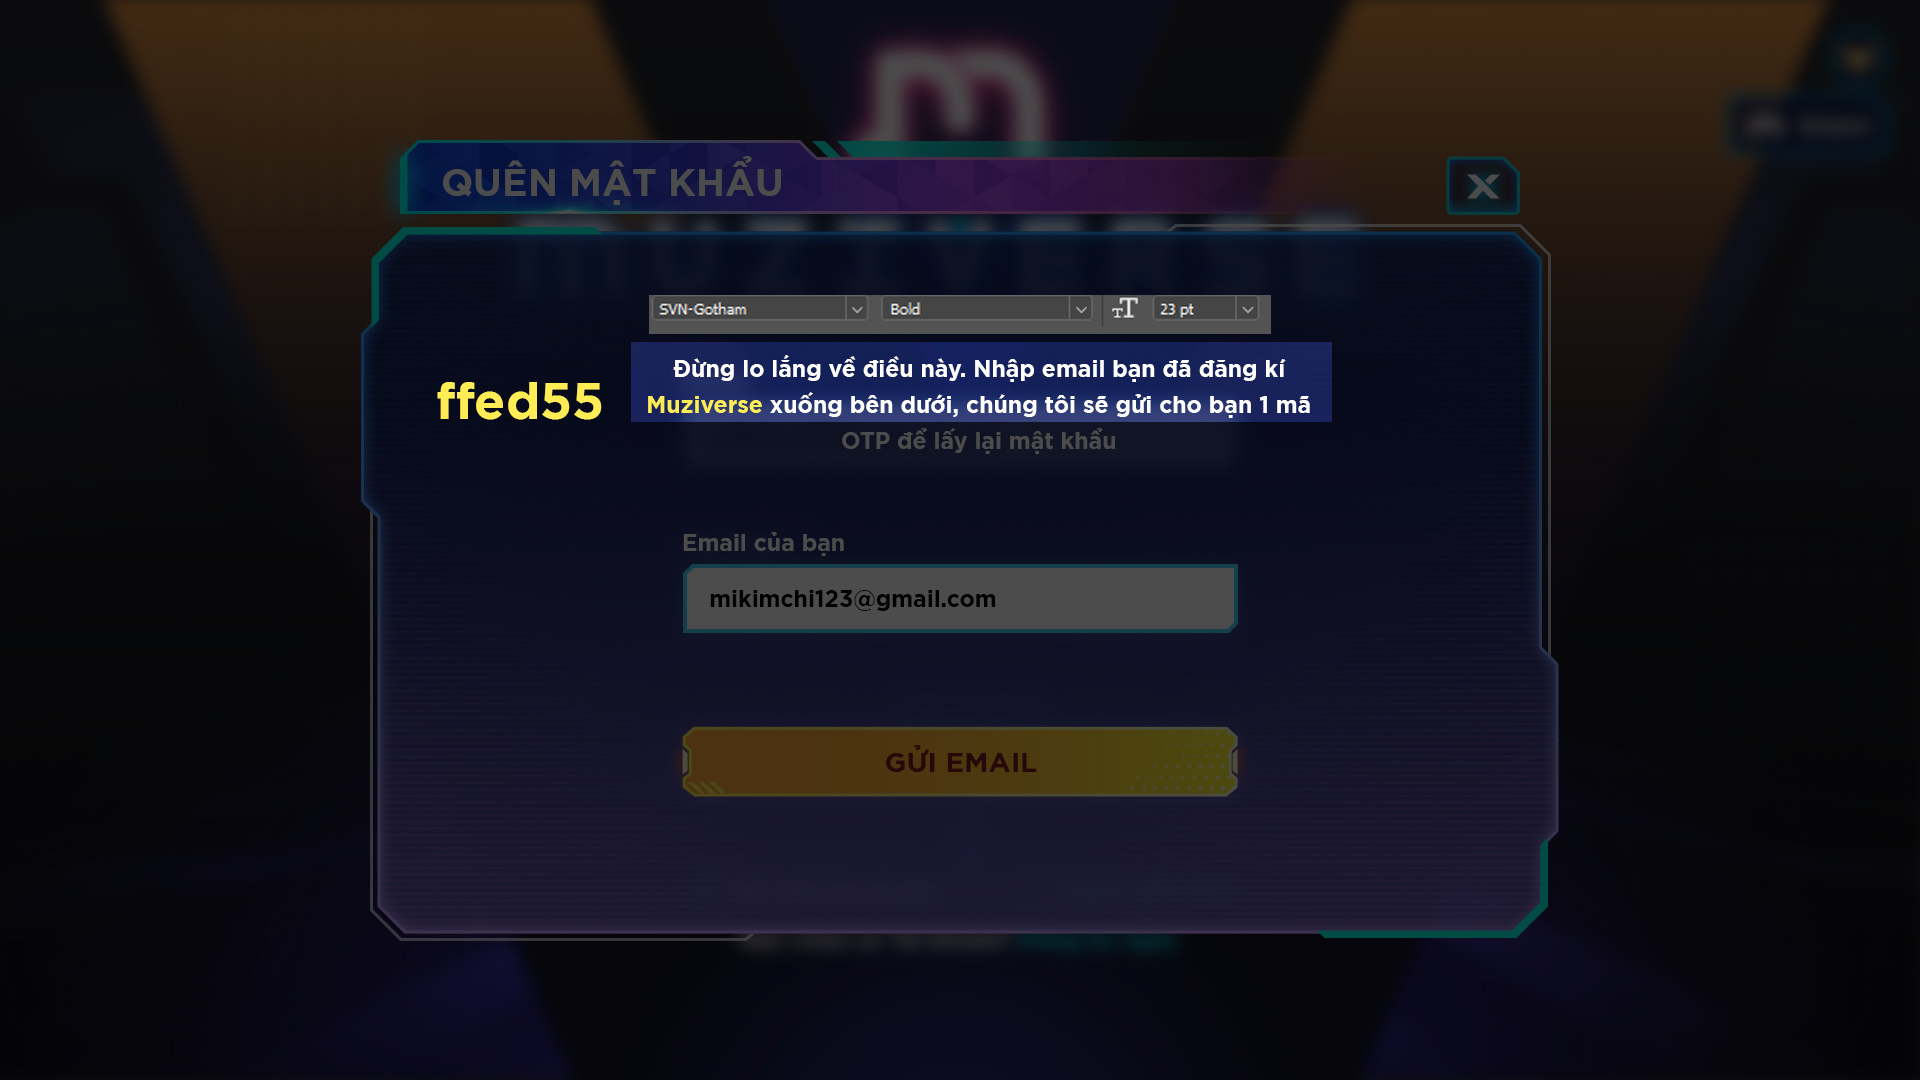 QUÊN MẬT KHẨU
X
MUZIVERSE
SVN-Gotham Bold 23 pt
ffed55
Đừng lo lắng về điều này. Nhập email bạn đã đăng kí
Muziverse xuống bên dưới, chúng tôi sẽ gửi cho bạn 1 mã
OTP để lấy lại mật khẩu
Email của bạn
mikimchi123@gmail.com
GỬI EMAIL